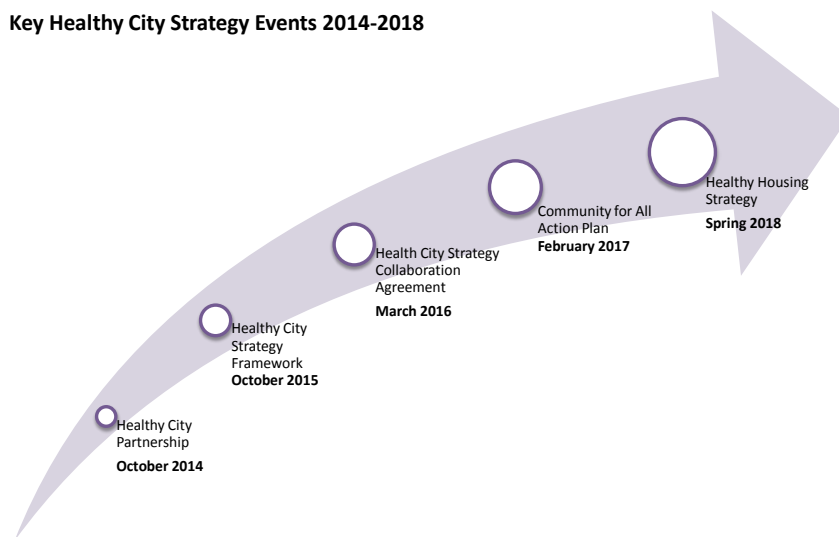 Key Healthy City Strategy Events 2014-2018
Healthy City
Partnership
October 2014
Healthy City
Strategy
Framework
October 2015
Health City Strategy
Collaboration
Agreement
March 2016
Community for All
Action Plan
February 2017
Healthy Housing
Strategy
Spring 2018